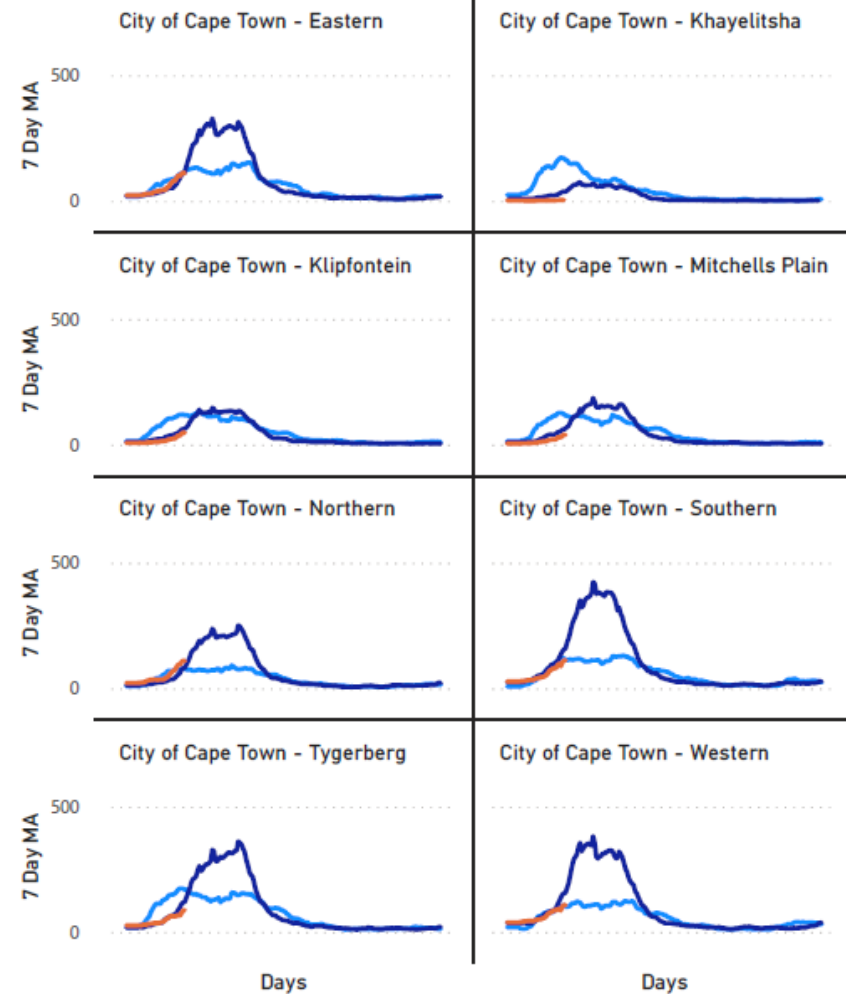 City of Cape Town - Eastern
City of Cape Town - Khayelitsha
500
7 Day MA
0
City of Cape Town - Klipfontein
City of Cape Town - Mitchells Plain
500
7 Day MA
0
City of Cape Town - Northern
City of Cape Town - Southern
500
7 Day MA
0
City of Cape Town - Tygerberg
City of Cape Town - Western
500
7 Day MA
0
Days
Days